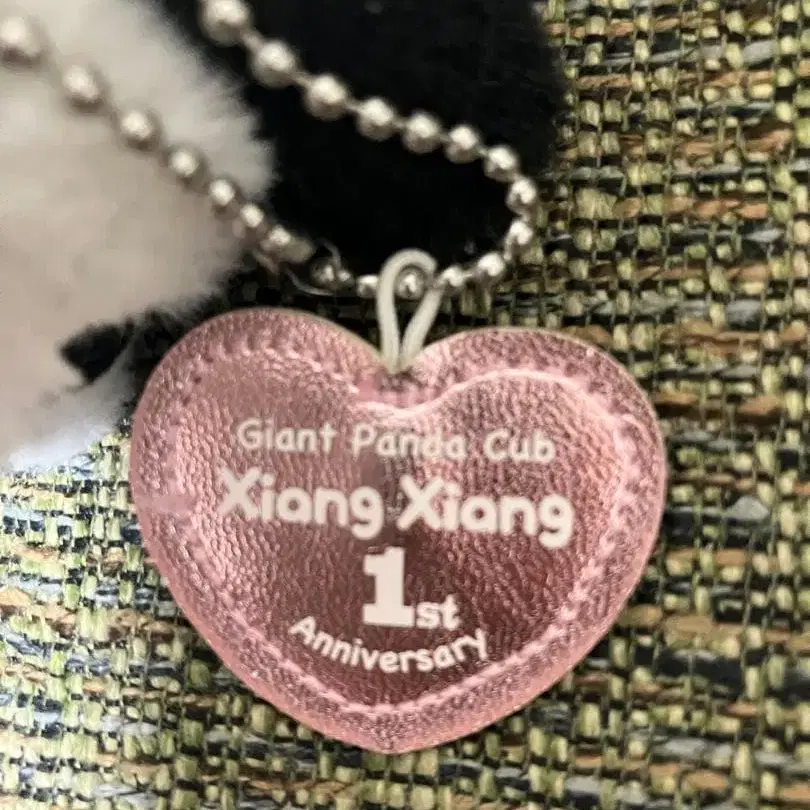 Giant Panda Cub
Xiang Xiang
1st
Anniversary